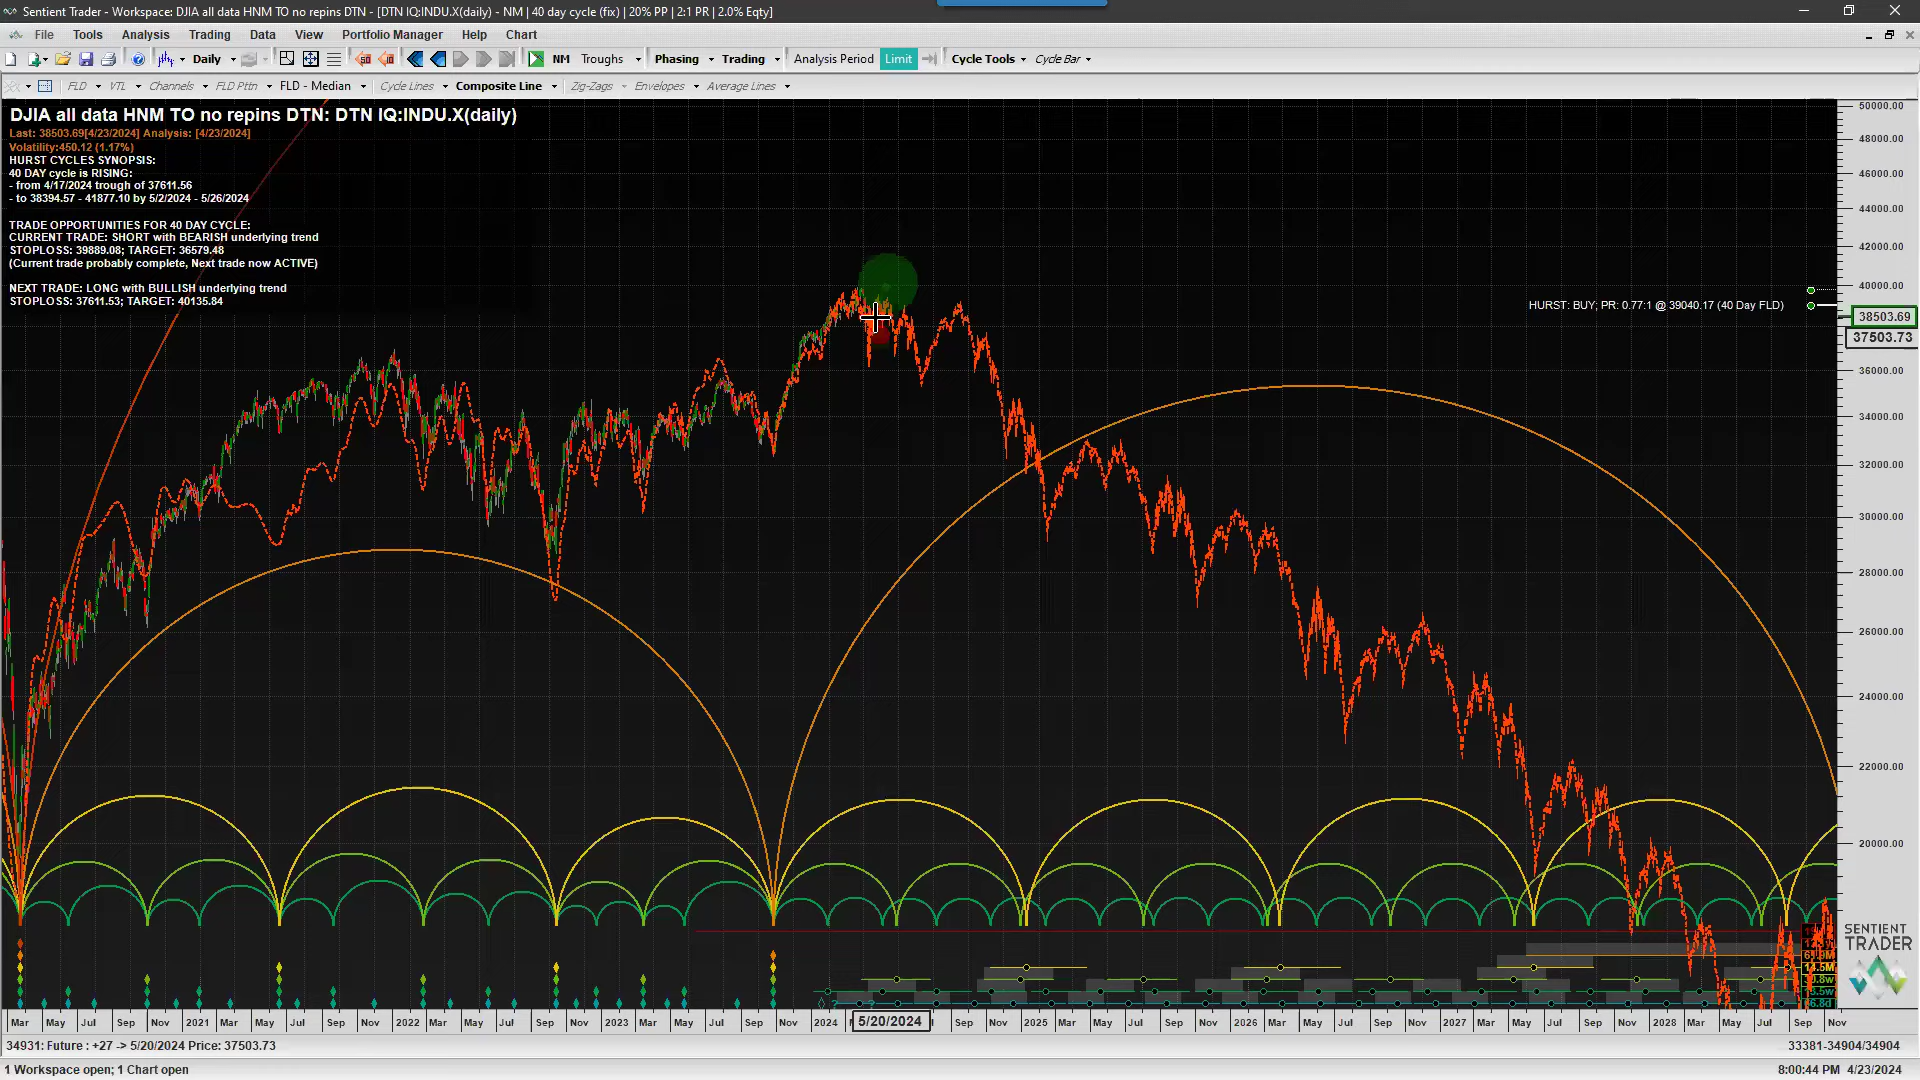 Sentient Trader - Workspace: DJIA all data HNM TO no repins DTN - [DTN IQ:INDU.X(daily) - NM | 40 day cycle (fix) | 20% PP | 2:1 PR | 2.0% Eqty]
File Tools Analysis Trading Data View Portfolio Manager Help Chart
Daily NM Troughs Phasing Trading Analysis Period Limit Cycle Tools Cycle Bar
FLD VTL Channels FLD Pttn FLD - Median Cycle Lines Composite Line Zig-Zags Envelopes Average Lines
DJIA all data HNM TO no repins DTN: DTN IQ:INDU.X(daily)
Last: 38503.69[4/23/2024] Analysis: [4/23/2024]
Volatility:450.12 (1.17%)
HURST CYCLES SYNOPSIS:
40 DAY cycle is RISING:
- from 4/17/2024 trough of 37611.56
- to 38394.57 - 41877.10 by 5/2/2024 - 5/26/2024
TRADE OPPORTUNITIES FOR 40 DAY CYCLE:
CURRENT TRADE: SHORT with BEARISH underlying trend
STOPLOSS: 39889.08; TARGET: 36579.48
(Current trade probably complete, Next trade now ACTIVE)
NEXT TRADE: LONG with BULLISH underlying trend
STOPLOSS: 37611.53; TARGET: 40135.84
HURST: BUY; PR: 0.77:1 @ 39040.17 (40 Day FLD)
50000.00
48000.00
46000.00
44000.00
42000.00
40000.00
38503.69
37503.73
36000.00
34000.00
32000.00
30000.00
28000.00
26000.00
24000.00
22000.00
20000.00
SENTIENT
TRADER
14.5M
Mar May Jul Sep Nov 2021 Mar May Jul Sep Nov 2022 Mar May Jul Sep Nov 2023 Mar May Jul Sep Nov 2024 5/20/2024 Sep Nov 2025 Mar May Jul Sep Nov 2026 Mar May Jul Sep Nov 2027 Mar May Jul Sep Nov 2028 Mar May Jul Sep Nov
34931: Future : +27 -> 5/20/2024 Price: 37503.73
33381-34904/34904
1 Workspace open; 1 Chart open
8:00:44 PM 4/23/2024